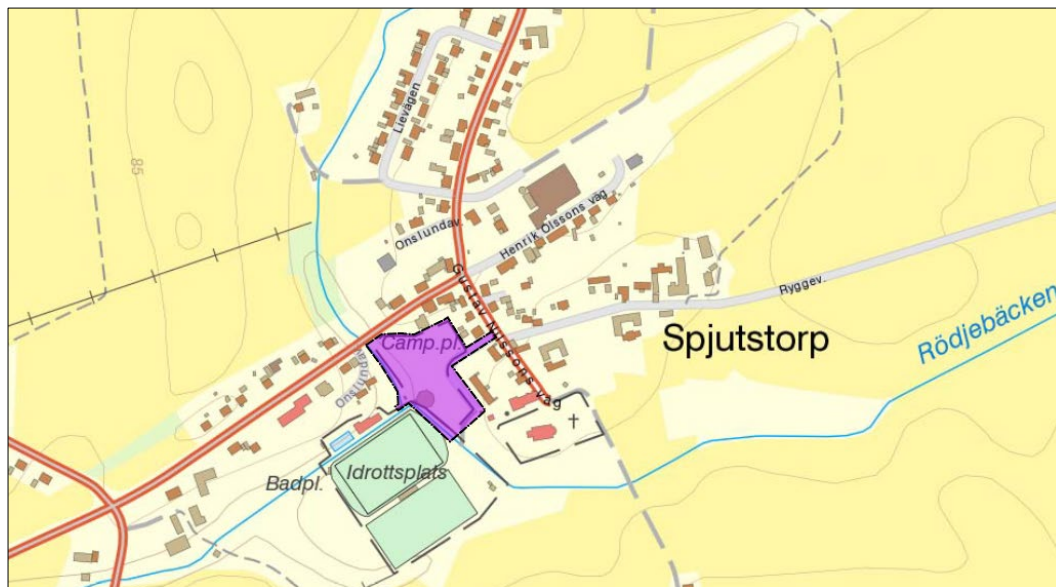 Lievägen
85
Onslundav
Henrik Olssons väg
Gustav Nilssons väg
Ryggev.
Spjutstorp
Rödjebäcken
Camp.pl.
Onslundav
Idrottsplats
Badpl.